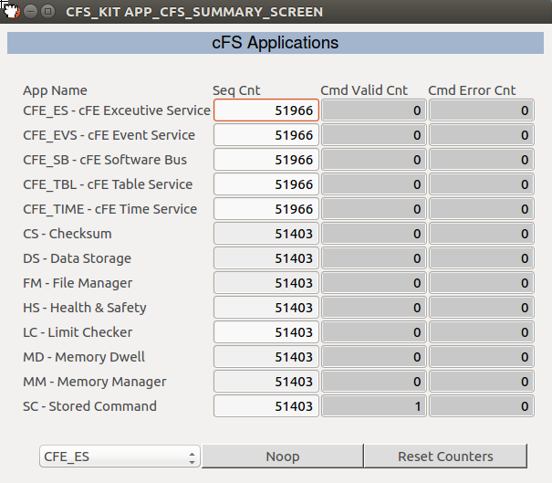 CFS_KIT APP_CFS_SUMMARY_SCREEN
cFS Applications
App Name Seq Cnt Cmd Valid Cnt Cmd Error Cnt
CFE_ES - cFE Exceutive Service 51966 0 0
CFE_EVS - cFE Event Service 51966 0 0
CFE_SB - cFE Software Bus 51966 0 0
CFE_TBL - cFE Table Service 51966 0 0
CFE_TIME - cFE Time Service 51966 0 0
CS - Checksum 51403 0 0
DS - Data Storage 51403 0 0
FM - File Manager 51403 0 0
HS - Health & Safety 51403 0 0
LC - Limit Checker 51403 0 0
MD - Memory Dwell 51403 0 0
MM - Memory Manager 51403 0 0
SC - Stored Command 51403 1 0
CFE_ES Noop Reset Counters